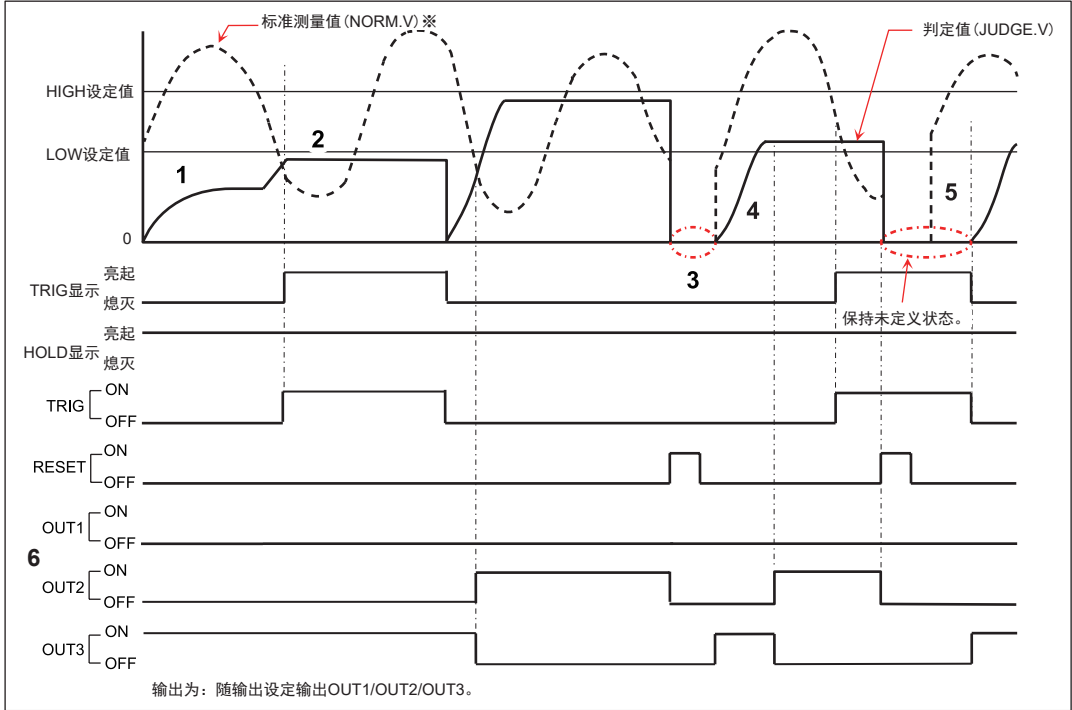 标准测量值(NORM.V)※
判定值(JUDGE.V)
HIGH设定值
2
LOW设定值
1
5
4
0
3
TRIG显示
亮起
熄灭
保持未定义状态。
HOLD显示
亮起
熄灭
TRIG
ON
OFF
RESET
ON
OFF
OUT1
ON
OFF
6
OUT2
ON
OFF
OUT3
ON
OFF
输出为：随输出设定输出OUT1/OUT2/OUT3。